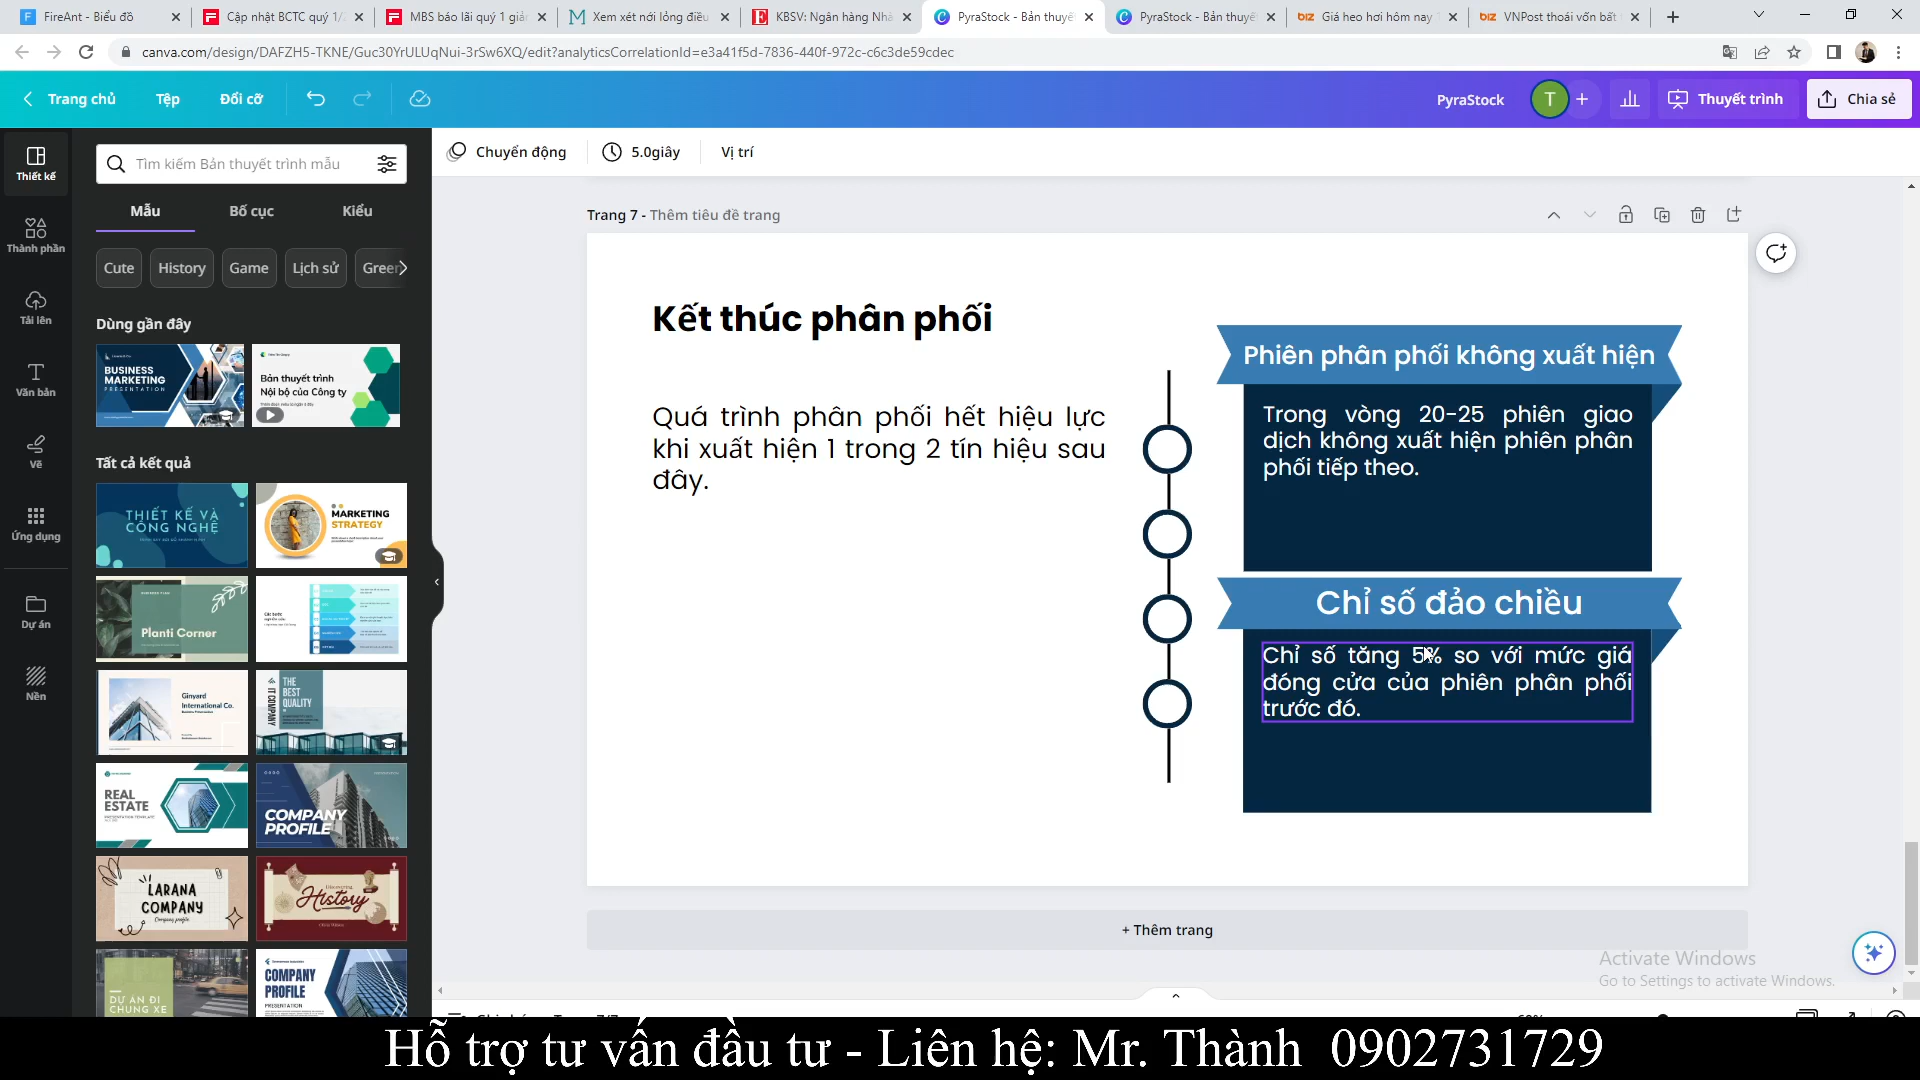 FireAnt - Biểu đồ
Cập nhật BCTC quý 1/
MBS báo lãi quý 1 giả
Xem xét nới lỏng điều
KBSV: Ngân hàng Nhà
PyraStock - Bản thuyế
PyraStock - Bản thuyế
Giá heo hơi hôm nay
VNPost thoái vốn bất
canva.com/design/DAFZH5-TKNE/Guc30YrULUqNui-3rSw6XQ/edit?analyticsCorrelationId=e3a41f5d-7836-440f-972c-c6c3de59cdec
Trang chủ
Tệp
Đổi cỡ
PyraStock
T
Thuyết trình
Chia sẻ
Thiết kế
Thành phần
Tải lên
Văn bản
Vẽ
Ứng dụng
Dự án
Nền
Tìm kiếm Bản thuyết trình mẫu
Mẫu
Bố cục
Kiểu
Cute
History
Game
Lịch sử
Green
Dùng gần đây
BUSINESS
MARKETING
PRESENTATION
Bản thuyết trình
Nội bộ của Công ty
Tất cả kết quả
THIẾT KẾ VÀ
CÔNG NGHỆ
MARKETING
STRATEGY
Planti Corner
Ginyard
International Co.
IT COMPANY
THE
BEST
QUALITY
REAL
ESTATE
COMPANY
PROFILE
LARANA
COMPANY
Company profile
History
DỰ ÁN ĐI
CHUNG XE
COMPANY
PROFILE
PRESENTATION
Chuyển động
5.0giây
Vị trí
Trang 7 - Thêm tiêu đề trang
Kết thúc phân phối
Quá trình phân phối hết hiệu lực
khi xuất hiện 1 trong 2 tín hiệu sau
đây.
Phiên phân phối không xuất hiện
Trong vòng 20-25 phiên giao
dịch không xuất hiện phiên phân
phối tiếp theo.
Chỉ số đảo chiều
Chỉ số tăng 5% so với mức giá
đóng cửa của phiên phân phối
trước đó.
+ Thêm trang
Activate Windows
Go to Settings to activate Windows.
Hỗ trợ tư vấn đầu tư - Liên hệ: Mr. Thành 0902731729